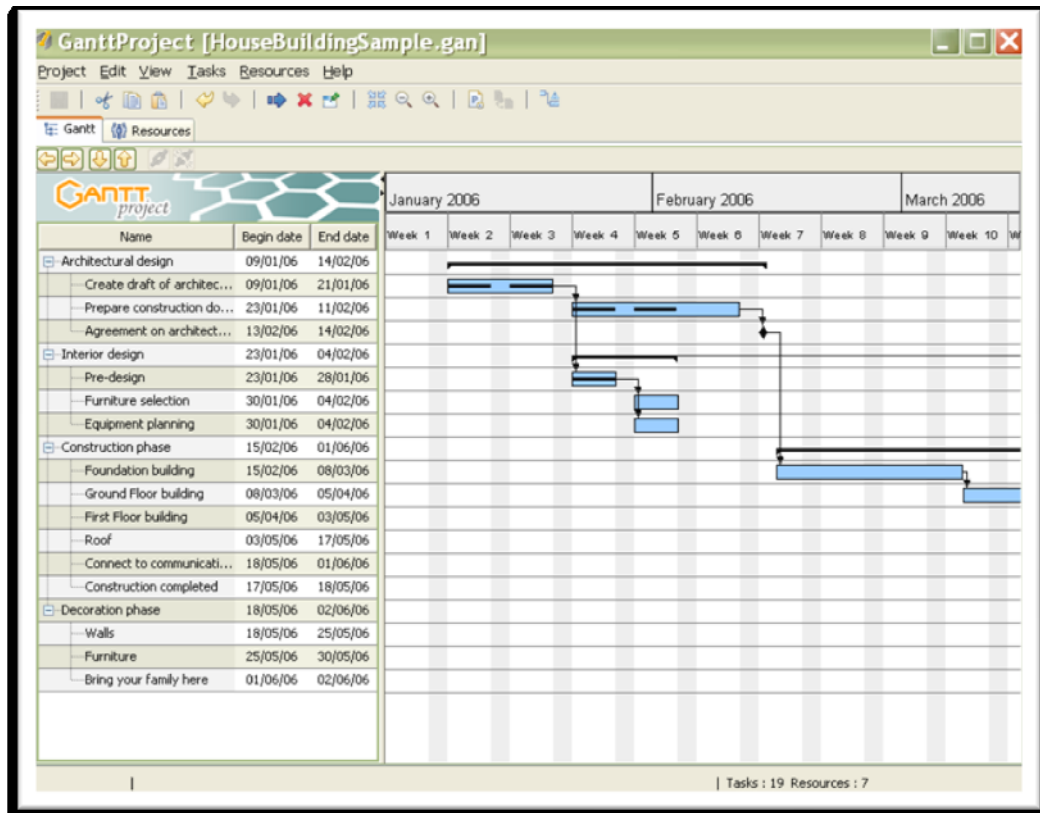 GanttProject [HouseBuildingSample.gan]
Project Edit View Tasks Resources Help
Gantt Resources
GANTT project
January 2006 February 2006 March 2006
Name Begin date End date Week 1 Week 2 Week 3 Week 4 Week 5 Week 6 Week 7 Week 8 Week 9 Week 10 W
Architectural design 09/01/06 14/02/06
Create draft of architec... 09/01/06 21/01/06
Prepare construction do... 23/01/06 11/02/06
Agreement on architect... 13/02/06 14/02/06
Interior design 23/01/06 04/02/06
Pre-design 23/01/06 28/01/06
Furniture selection 30/01/06 04/02/06
Equipment planning 30/01/06 04/02/06
Construction phase 15/02/06 01/06/06
Foundation building 15/02/06 08/03/06
Ground Floor building 08/03/06 05/04/06
First Floor building 05/04/06 03/05/06
Roof 03/05/06 17/05/06
Connect to communicati... 18/05/06 01/06/06
Construction completed 17/05/06 18/05/06
Decoration phase 18/05/06 02/06/06
Walls 18/05/06 25/05/06
Furniture 25/05/06 30/05/06
Bring your family here 01/06/06 02/06/06
Tasks : 19 Resources : 7